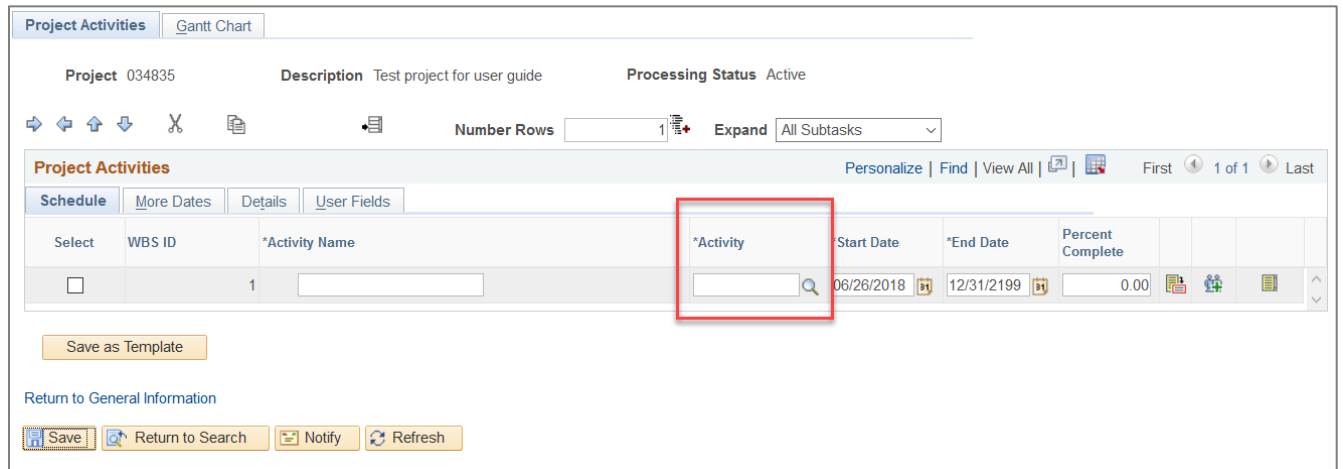 Project Activities Gantt Chart
Project 034835 Description Test project for user guide Processing Status Active
Number Rows 1 Expand All Subtasks
Project Activities Personalize | Find | View All | | First 1 of 1 Last
Schedule More Dates Details User Fields
Select WBS ID *Activity Name *Activity *Start Date *End Date Percent Complete
1 06/26/2018 31 12/31/2199 31 0.00
Save as Template
Return to General Information
Save Return to Search Notify Refresh